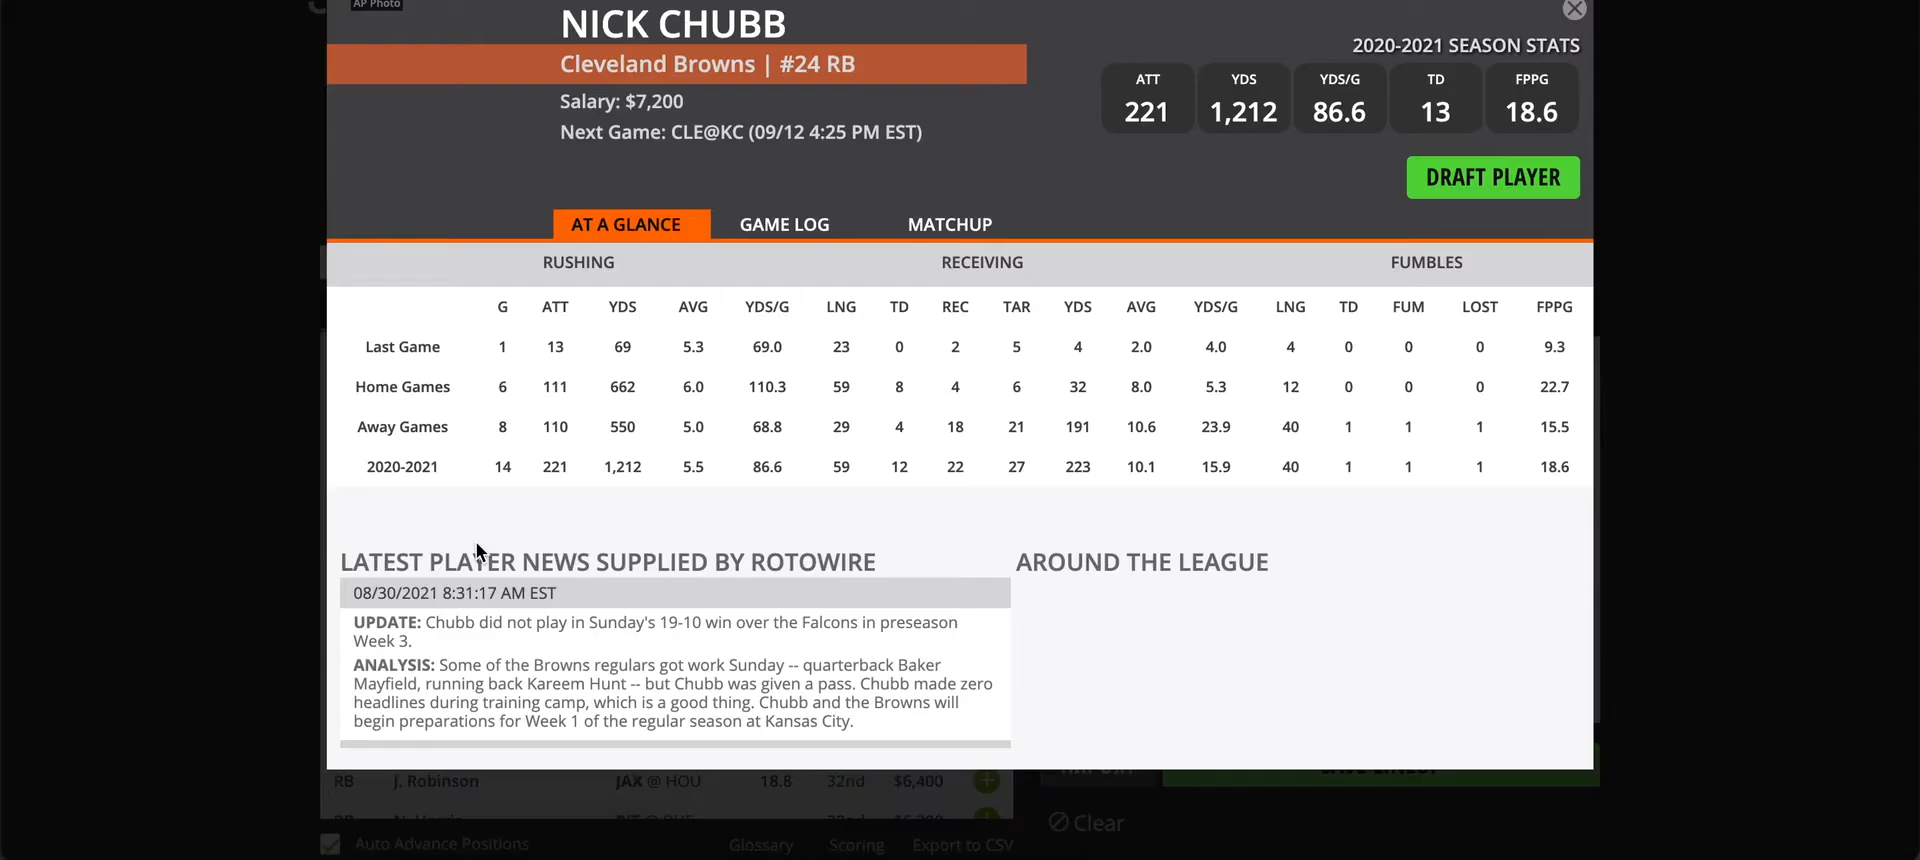 AP Photo
NICK CHUBB
Cleveland Browns | #24 RB
Salary: $7,200
Next Game: CLE@KC (09/12 4:25 PM EST)
2020-2021 SEASON STATS
ATT YDS YDS/G TD FPPG
221 1,212 86.6 13 18.6
DRAFT PLAYER
AT A GLANCE GAME LOG MATCHUP
RUSHING RECEIVING FUMBLES
G ATT YDS AVG YDS/G LNG TD REC TAR YDS AVG YDS/G LNG TD FUM LOST FPPG
Last Game 1 13 69 5.3 69.0 23 0 2 5 4 2.0 4.0 4 0 0 0 9.3
Home Games 6 111 662 6.0 110.3 59 8 4 6 32 8.0 5.3 12 0 0 0 22.7
Away Games 8 110 550 5.0 68.8 29 4 18 21 191 10.6 23.9 40 1 1 1 15.5
2020-2021 14 221 1,212 5.5 86.6 59 12 22 27 223 10.1 15.9 40 1 1 1 18.6
LATEST PLAYER NEWS SUPPLIED BY ROTOWIRE
08/30/2021 8:31:17 AM EST
UPDATE: Chubb did not play in Sunday's 19-10 win over the Falcons in preseason
Week 3.
ANALYSIS: Some of the Browns regulars got work Sunday -- quarterback Baker
Mayfield, running back Kareem Hunt -- but Chubb was given a pass. Chubb made zero
headlines during training camp, which is a good thing. Chubb and the Browns will
begin preparations for Week 1 of the regular season at Kansas City.
AROUND THE LEAGUE
RB J. Robinson JAX @ HOU 18.8 32nd $6,400
Clear
Auto Advance Positions Glossary Scoring Export to CSV